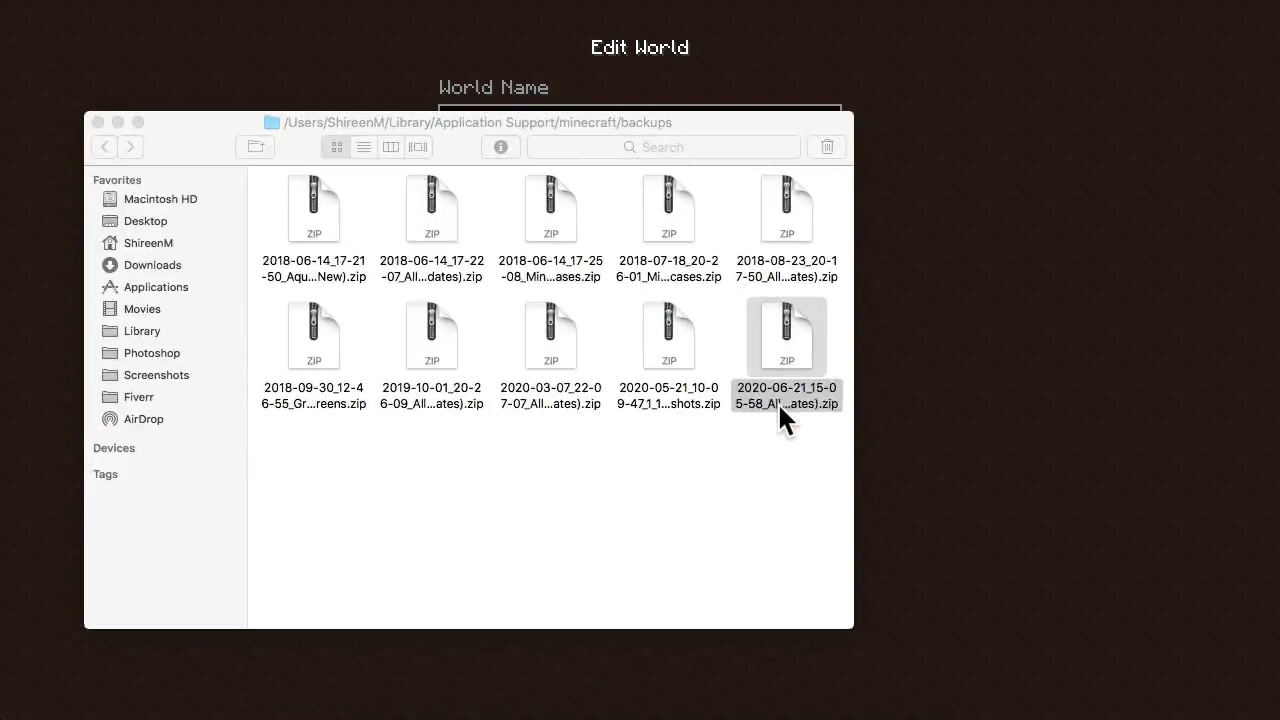 Edit World
World Name
/Users/ShireenM/Library/Application Support/minecraft/backups
Search
Favorites
Macintosh HD
Desktop
ShireenM
Downloads
Applications
Movies
Library
Photoshop
Screenshots
Fiverr
AirDrop
Devices
Tags
ZIP ZIP ZIP ZIP ZIP
2018-06-14_17-21 2018-06-14_17-22 2018-06-14_17-25 2018-07-18_20-2 2018-08-23_20-1
-50_Aqu...New).zip -07_All...dates).zip -08_Min...ases.zip 6-01_Mi...cases.zip 7-50_All...ates).zip
ZIP ZIP ZIP ZIP ZIP
2018-09-30_12-4 2019-10-01_20-2 2020-03-07_22-0 2020-05-21_10-0 2020-06-21_15-0
6-55_Gr...reens.zip 6-09_All...ates).zip 7-07_All...ates).zip 9-47_1_1...shots.zip 5-58_All...ates).zip